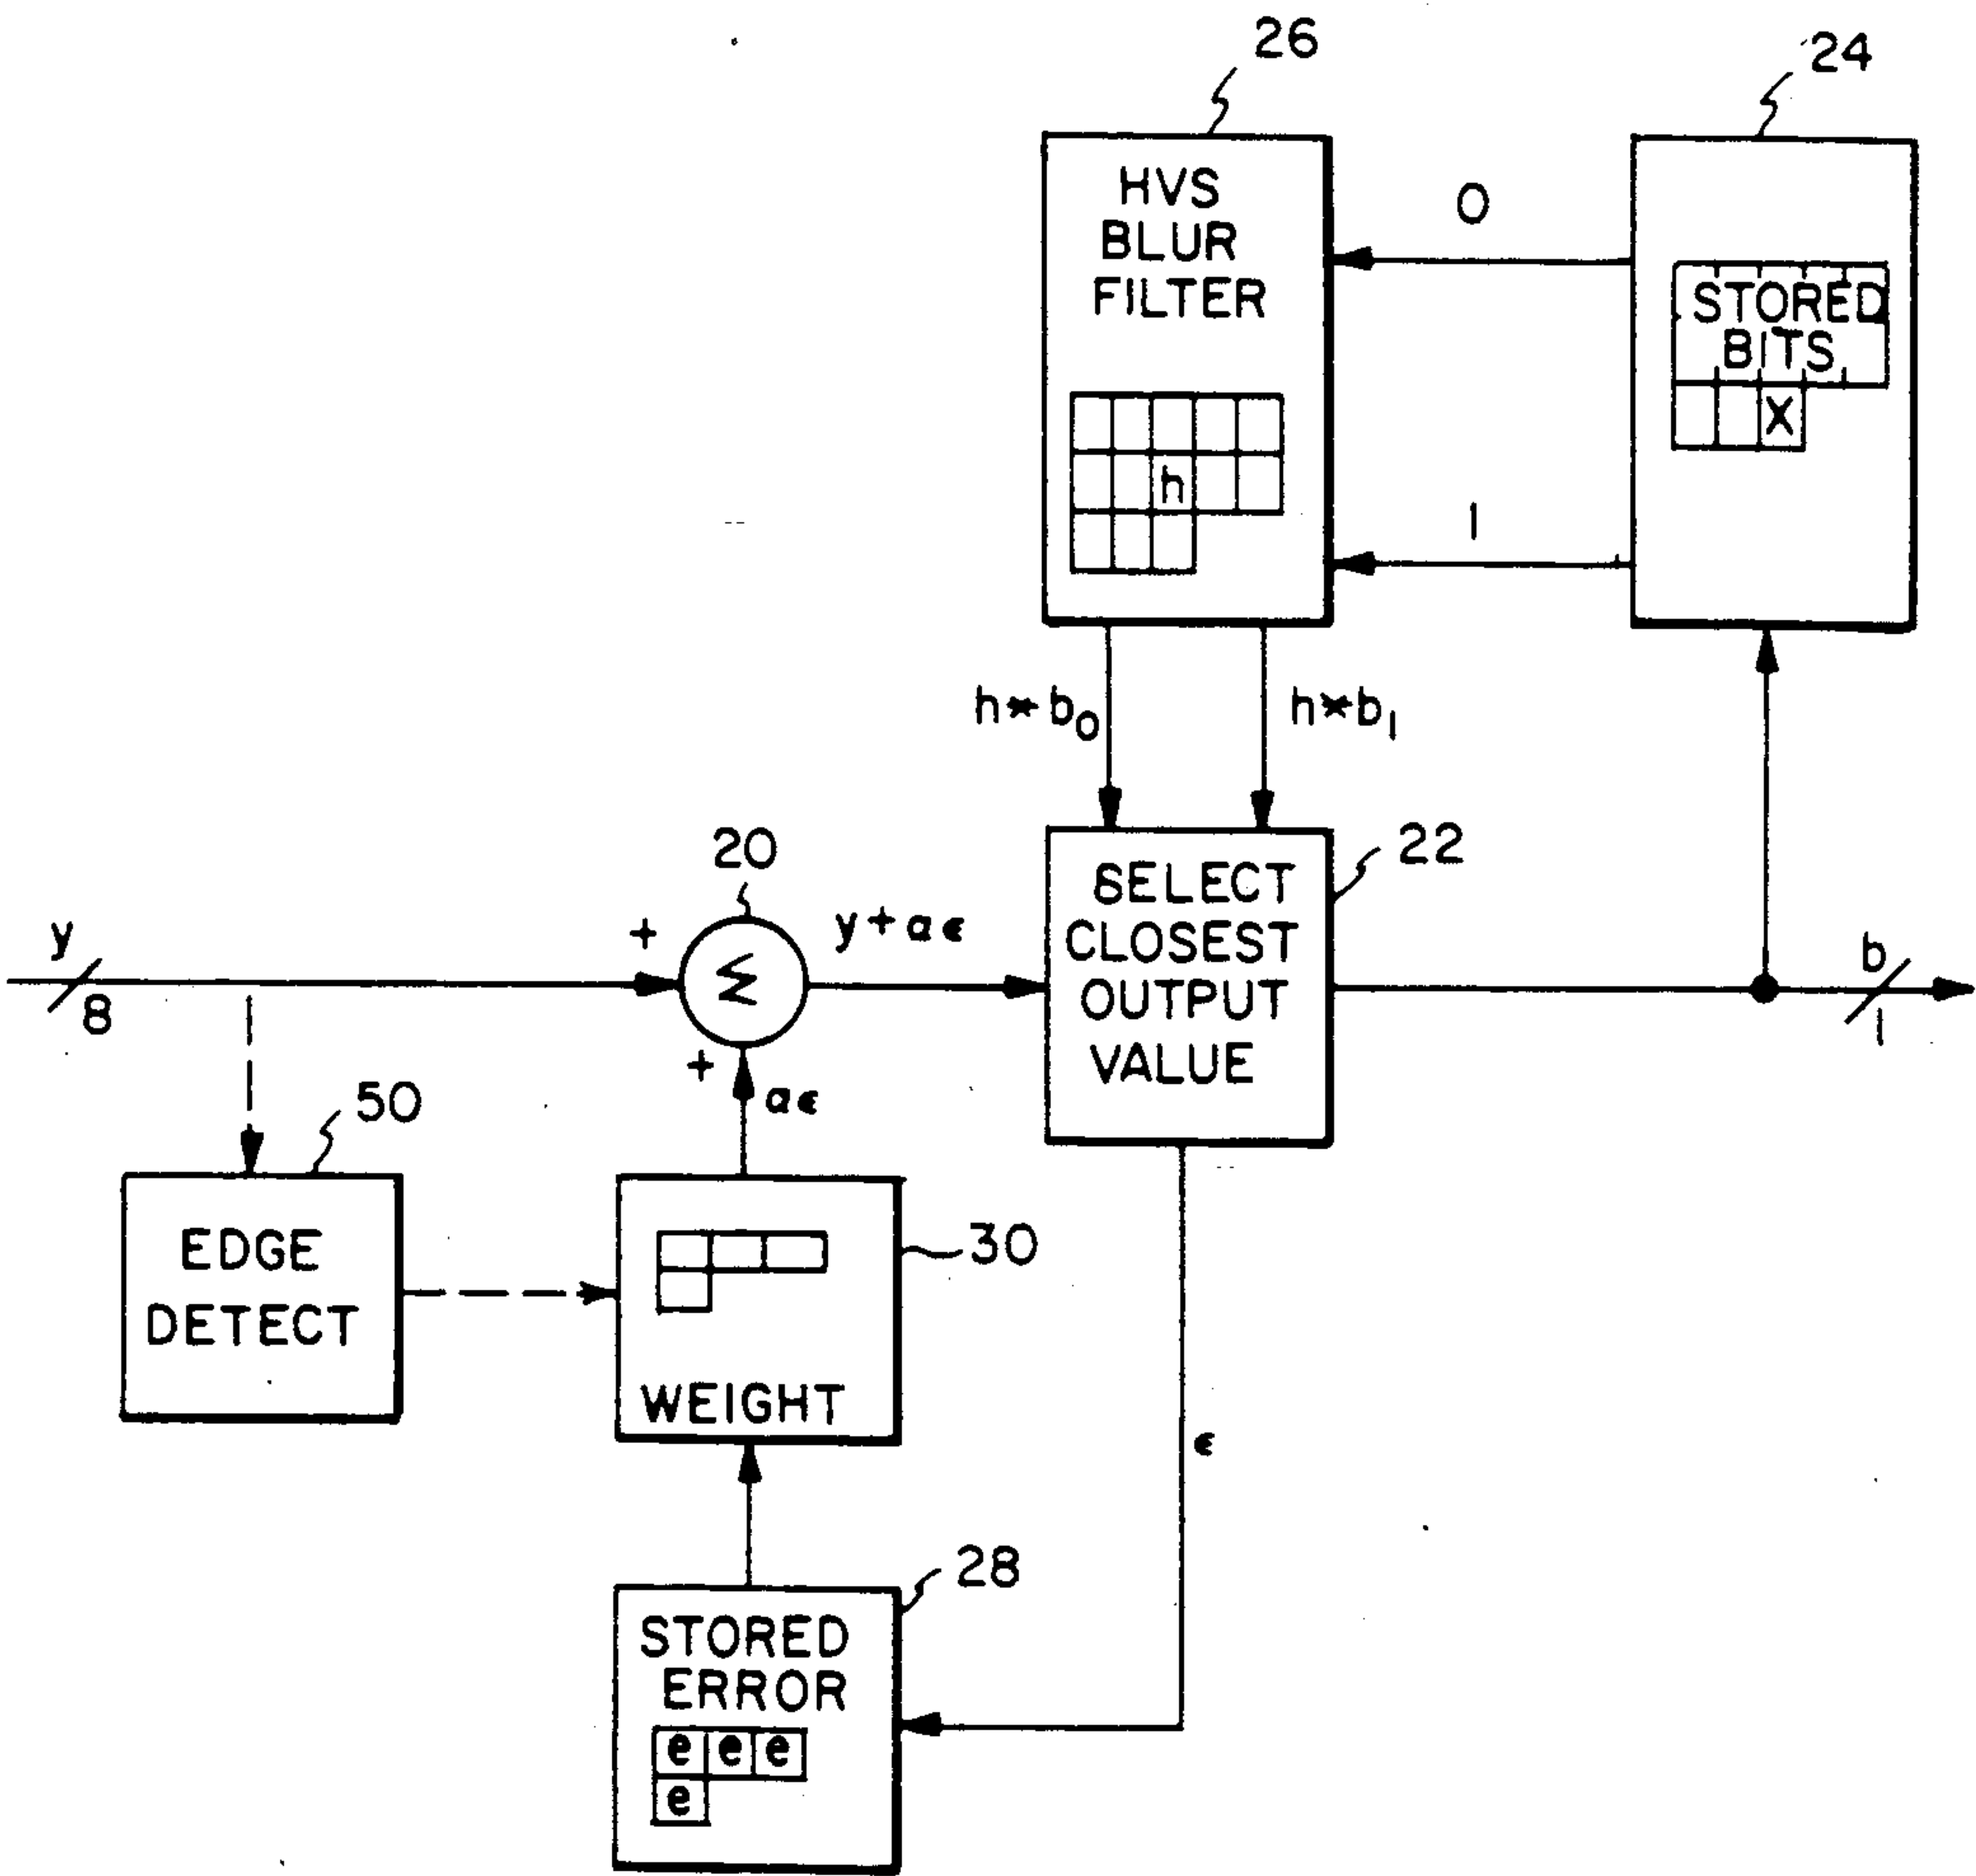 26
24
HVS
BLUR
FILTER
h
0
1
STORED
BITS
X
h*b₀
h*b₁
20
22
y
8
+
+
Σ
y+αϵ
αϵ
SELECT
CLOSEST
OUTPUT
VALUE
b
1
50
EDGE
DETECT
30
WEIGHT
ϵ
28
STORED
ERROR
e e e
e